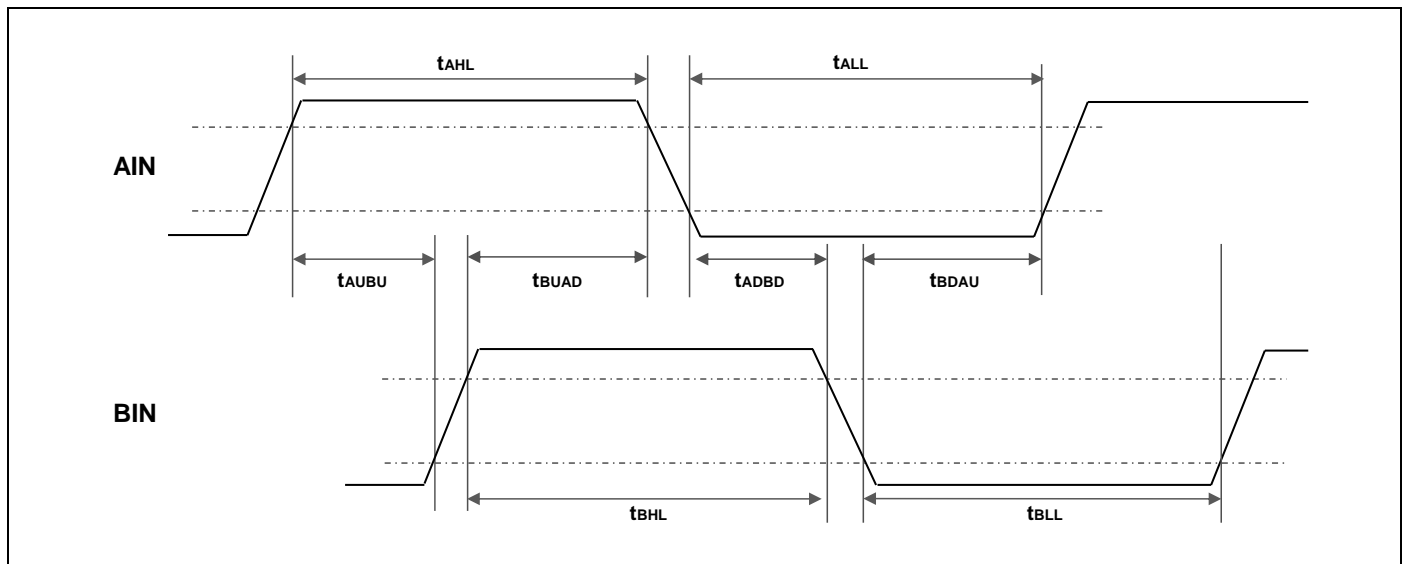 tAHL
tALL
AIN
tAUBU
tBUAD
tADBD
tBDAU
BIN
tBHL
tBLL